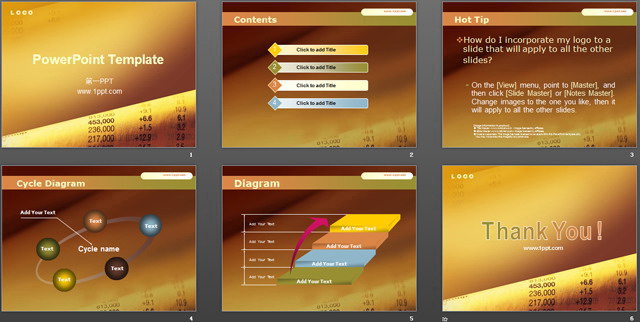 LOGO
PowerPoint Template
第一PPT
www.1ppt.com
453,000 +6.6 6.1
236,000 +1.5 3.2
217,000 +12.9 2.9
1
Contents
1 Click to add Title
2 Click to add Title
3 Click to add Title
4 Click to add Title
2
Hot Tip
How do I incorporate my logo to a
slide that will apply to all the other
slides?
On the [View] menu, point to [Master], and
then click [Slide Master] or [Notes Master].
Change images to the one you like, then it
will apply to all the other slides.
3
Cycle Diagram
Add Your Text
Text
Text
Text
Cycle name
Text
Text
4
Diagram
Add Your Text
Add Your Text
Add Your Text
Add Your Text
Add Your Text
Add Your Text
Add Your Text
Add Your Text
5
LOGO
Thank You!
www.1ppt.com
453,000 +6.6 6.1
236,000 +1.5 3.2
217,000 +12.9 2.9
6